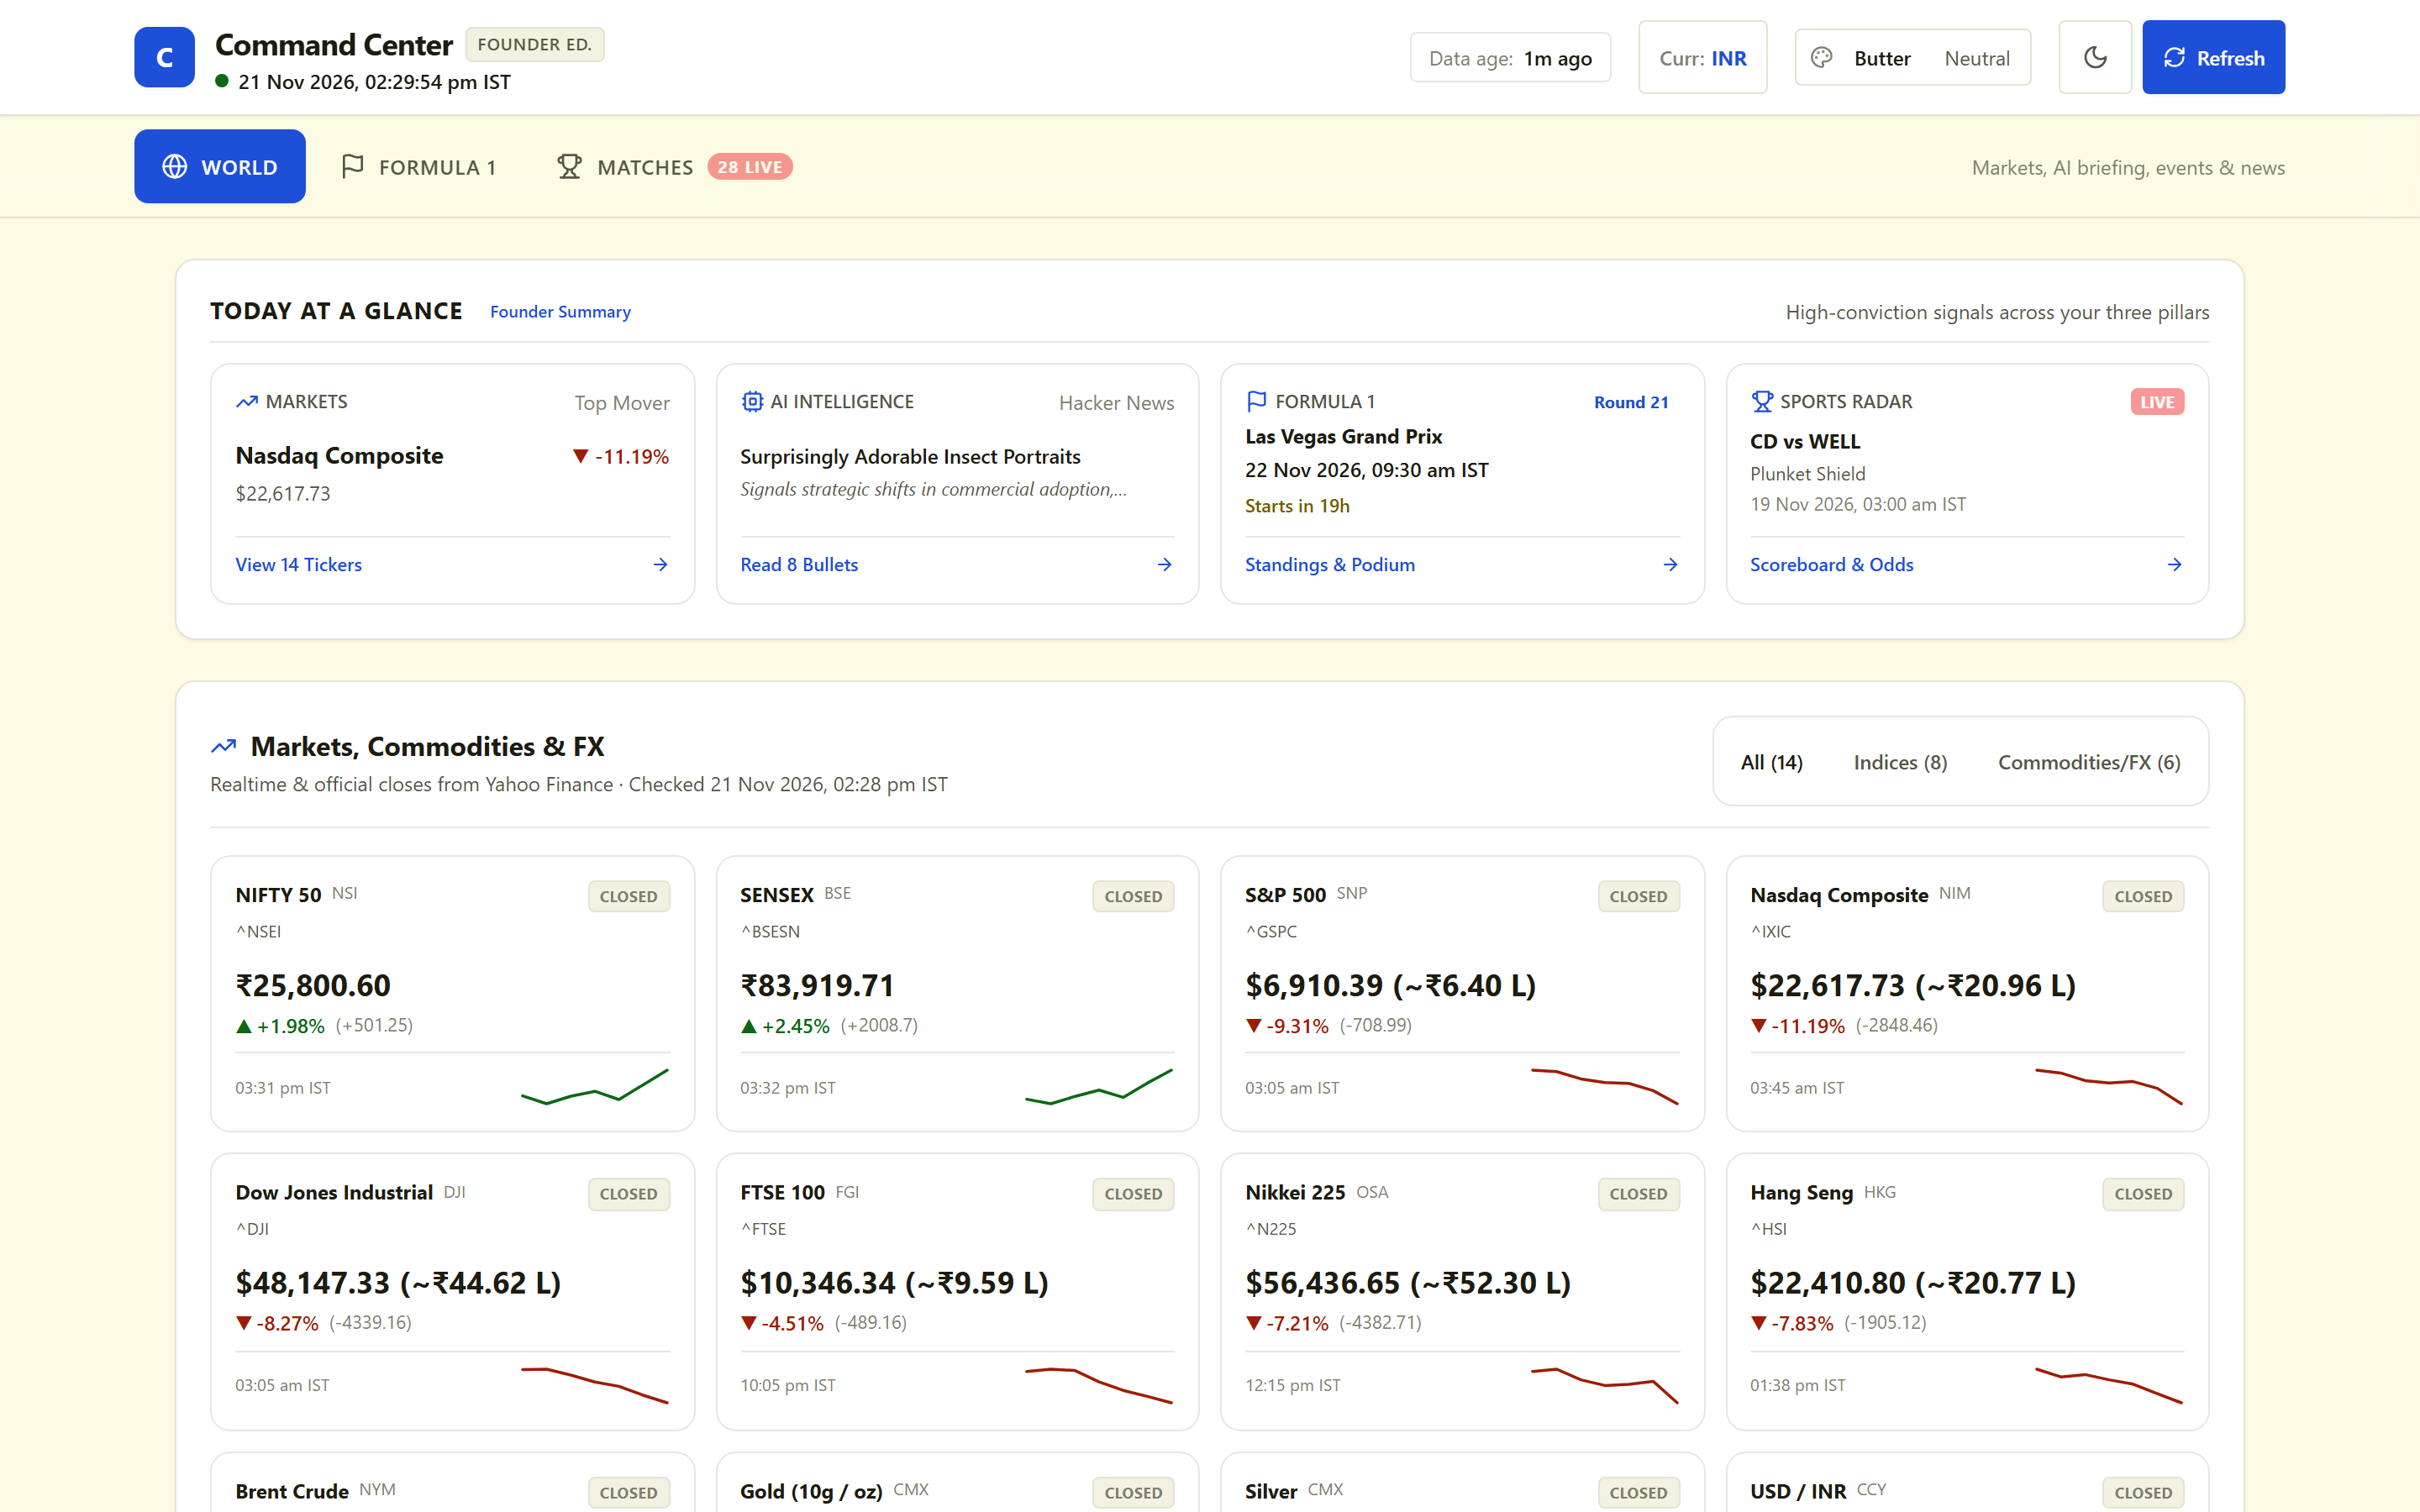 C
Command Center FOUNDER ED.
21 Nov 2026, 02:29:54 pm IST
Data age: 1m ago
Curr: INR
Butter Neutral
Refresh
WORLD
FORMULA 1
MATCHES 28 LIVE
Markets, AI briefing, events & news
TODAY AT A GLANCE Founder Summary
High-conviction signals across your three pillars
MARKETS Top Mover
Nasdaq Composite ▼ -11.19%
$22,617.73
View 14 Tickers →
AI INTELLIGENCE Hacker News
Surprisingly Adorable Insect Portraits
Signals strategic shifts in commercial adoption,...
Read 8 Bullets →
FORMULA 1 Round 21
Las Vegas Grand Prix
22 Nov 2026, 09:30 am IST
Starts in 19h
Standings & Podium →
SPORTS RADAR LIVE
CD vs WELL
Plunket Shield
19 Nov 2026, 03:00 am IST
Scoreboard & Odds →
Markets, Commodities & FX
Realtime & official closes from Yahoo Finance · Checked 21 Nov 2026, 02:28 pm IST
All (14) Indices (8) Commodities/FX (6)
NIFTY 50 NSI CLOSED
^NSEI
₹25,800.60
▲ +1.98% (+501.25)
03:31 pm IST
SENSEX BSE CLOSED
^BSESN
₹83,919.71
▲ +2.45% (+2008.7)
03:32 pm IST
S&P 500 SNP CLOSED
^GSPC
$6,910.39 (~₹6.40 L)
▼ -9.31% (-708.99)
03:05 am IST
Nasdaq Composite NIM CLOSED
^IXIC
$22,617.73 (~₹20.96 L)
▼ -11.19% (-2848.46)
03:45 am IST
Dow Jones Industrial DJI CLOSED
^DJI
$48,147.33 (~₹44.62 L)
▼ -8.27% (-4339.16)
03:05 am IST
FTSE 100 FGI CLOSED
^FTSE
$10,346.34 (~₹9.59 L)
▼ -4.51% (-489.16)
10:05 pm IST
Nikkei 225 OSA CLOSED
^N225
$56,436.65 (~₹52.30 L)
▼ -7.21% (-4382.71)
12:15 pm IST
Hang Seng HKG CLOSED
^HSI
$22,410.80 (~₹20.77 L)
▼ -7.83% (-1905.12)
01:38 pm IST
Brent Crude NYM CLOSED
Gold (10g / oz) CMX CLOSED
Silver CMX CLOSED
USD / INR CCY CLOSED